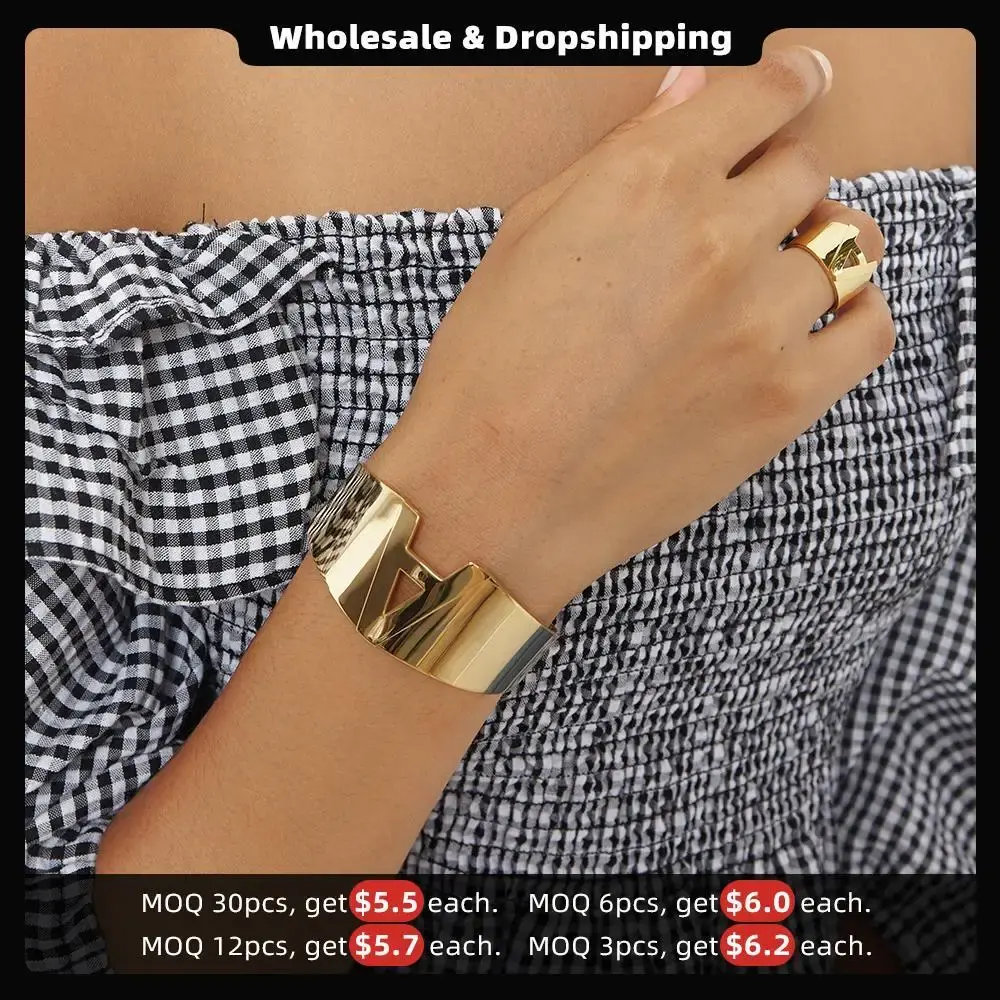 Wholesale & Dropshipping
MOQ 30pcs, get $5.5 each. MOQ 6pcs, get $6.0 each.
MOQ 12pcs, get $5.7 each. MOQ 3pcs, get $6.2 each.